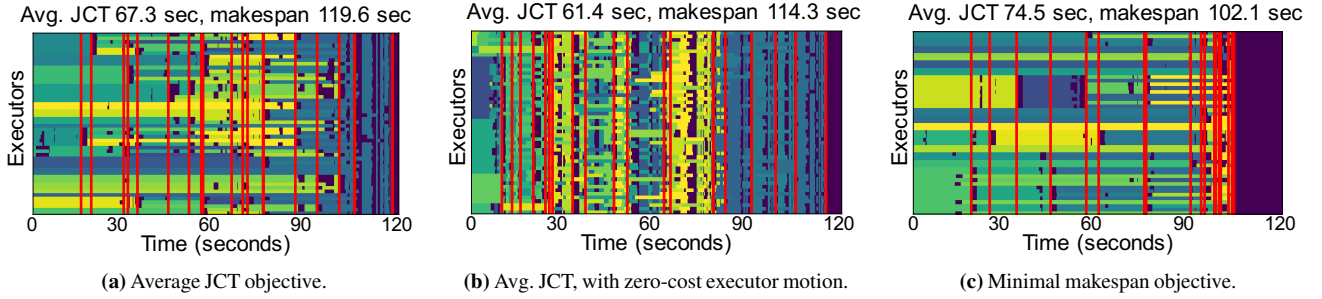 Avg. JCT 67.3 sec, makespan 119.6 sec
Executors
0 30 60 90 120
Time (seconds)
(a) Average JCT objective.
Avg. JCT 61.4 sec, makespan 114.3 sec
Executors
0 30 60 90 120
Time (seconds)
(b) Avg. JCT, with zero-cost executor motion.
Avg. JCT 74.5 sec, makespan 102.1 sec
Executors
0 30 60 90 120
Time (seconds)
(c) Minimal makespan objective.